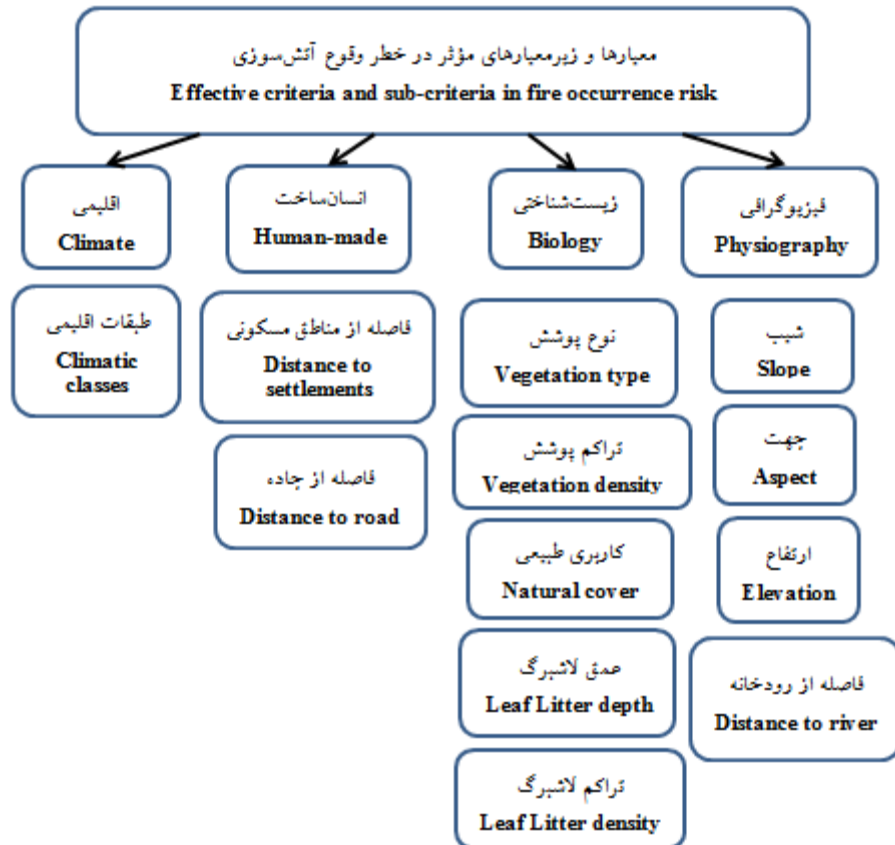 معیارها و زیرمعیارهای مؤثر در خطر وقوع آتش‌سوزی
Effective criteria and sub-criteria in fire occurrence risk
اقلیمی
Climate
انسان‌ساخت
Human-made
زیست‌شناختی
Biology
فیزیوگرافی
Physiography
طبقات اقلیمی
Climatic
classes
فاصله از مناطق مسکونی
Distance to
settlements
فاصله از جاده
Distance to road
نوع پوشش
Vegetation type
تراکم پوشش
Vegetation density
کاربری طبیعی
Natural cover
عمق لاشبرگ
Leaf Litter depth
تراکم لاشبرگ
Leaf Litter density
شیب
Slope
جهت
Aspect
ارتفاع
Elevation
فاصله از رودخانه
Distance to river